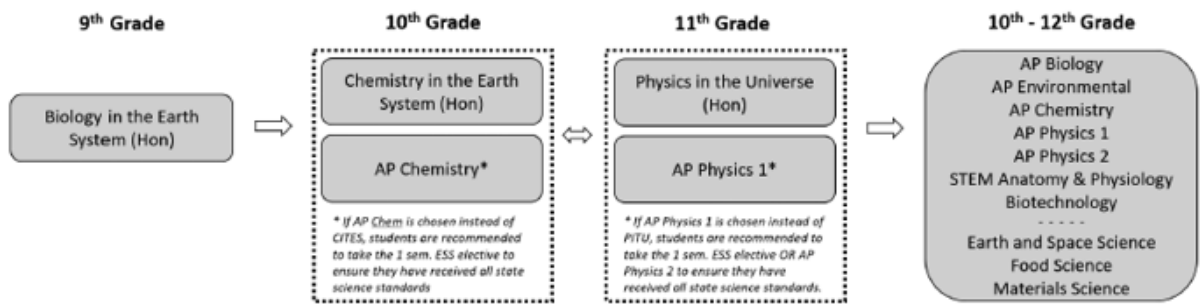 9th Grade
Biology in the Earth
System (Hon)
10th Grade
Chemistry in the Earth
System (Hon)
AP Chemistry*
* If AP Chem is chosen instead of
CITES, students are recommended
to take the 1 sem. ESS elective to
ensure they have received all state
science standards
11th Grade
Physics in the Universe
(Hon)
AP Physics 1*
* If AP Physics 1 is chosen instead of
PITU, students are recommended to
take the 1 sem. ESS elective OR AP
Physics 2 to ensure they have
received all state science standards.
10th - 12th Grade
AP Biology
AP Environmental
AP Chemistry
AP Physics 1
AP Physics 2
STEM Anatomy & Physiology
Biotechnology
- - - - -
Earth and Space Science
Food Science
Materials Science